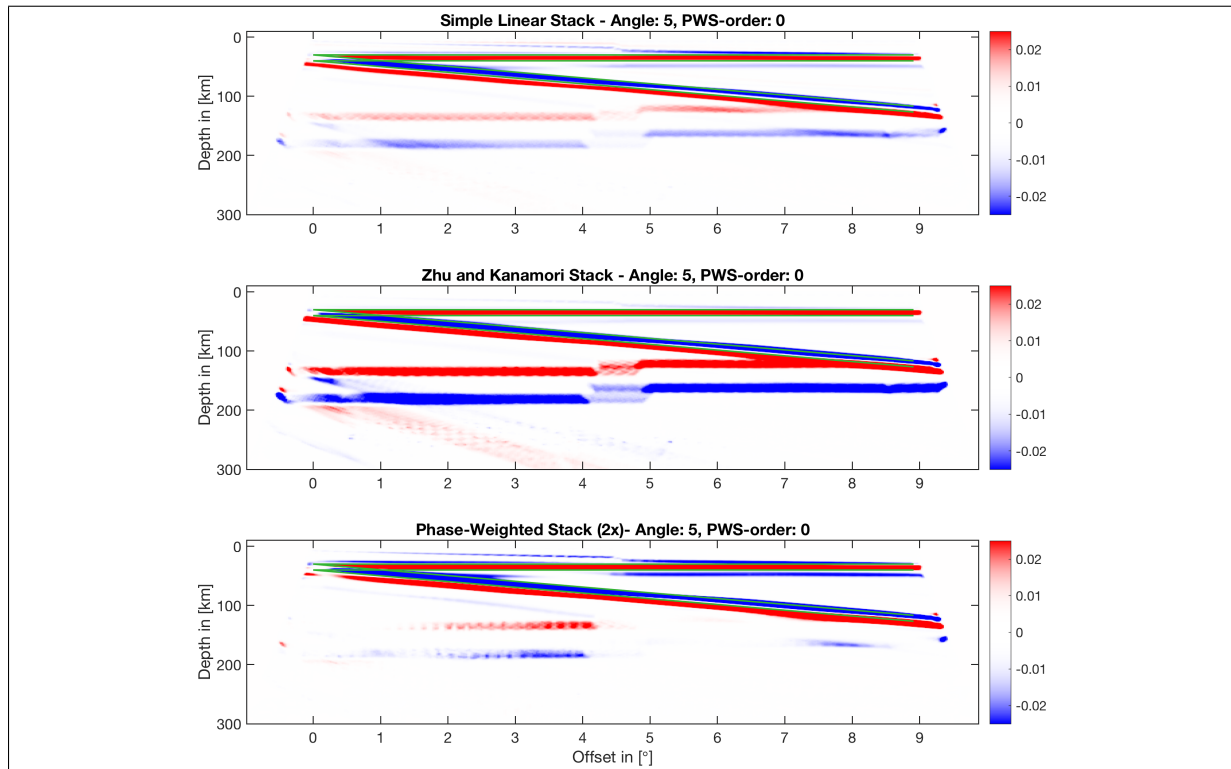 Simple Linear Stack - Angle: 5, PWS-order: 0
0
100
200
300
Depth in [km]
0 1 2 3 4 5 6 7 8 9
0.02
0.01
0
-0.01
-0.02
Zhu and Kanamori Stack - Angle: 5, PWS-order: 0
0
100
200
300
Depth in [km]
0 1 2 3 4 5 6 7 8 9
0.02
0.01
0
-0.01
-0.02
Phase-Weighted Stack (2x)- Angle: 5, PWS-order: 0
0
100
200
300
Depth in [km]
0 1 2 3 4 5 6 7 8 9
Offset in [°]
0.02
0.01
0
-0.01
-0.02